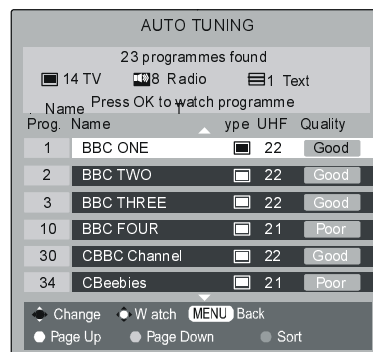 AUTO TUNING
23 programmes found
14 TV 8 Radio 1 Text
Name Press OK to watch programme
Prog. Name ype UHF Quality
1 BBC ONE 22 Good
2 BBC TWO 22 Good
3 BBC THREE 22 Good
10 BBC FOUR 21 Poor
30 CBBC Channel 22 Good
34 CBeebies 21 Poor
Change Watch MENU Back
Page Up Page Down Sort